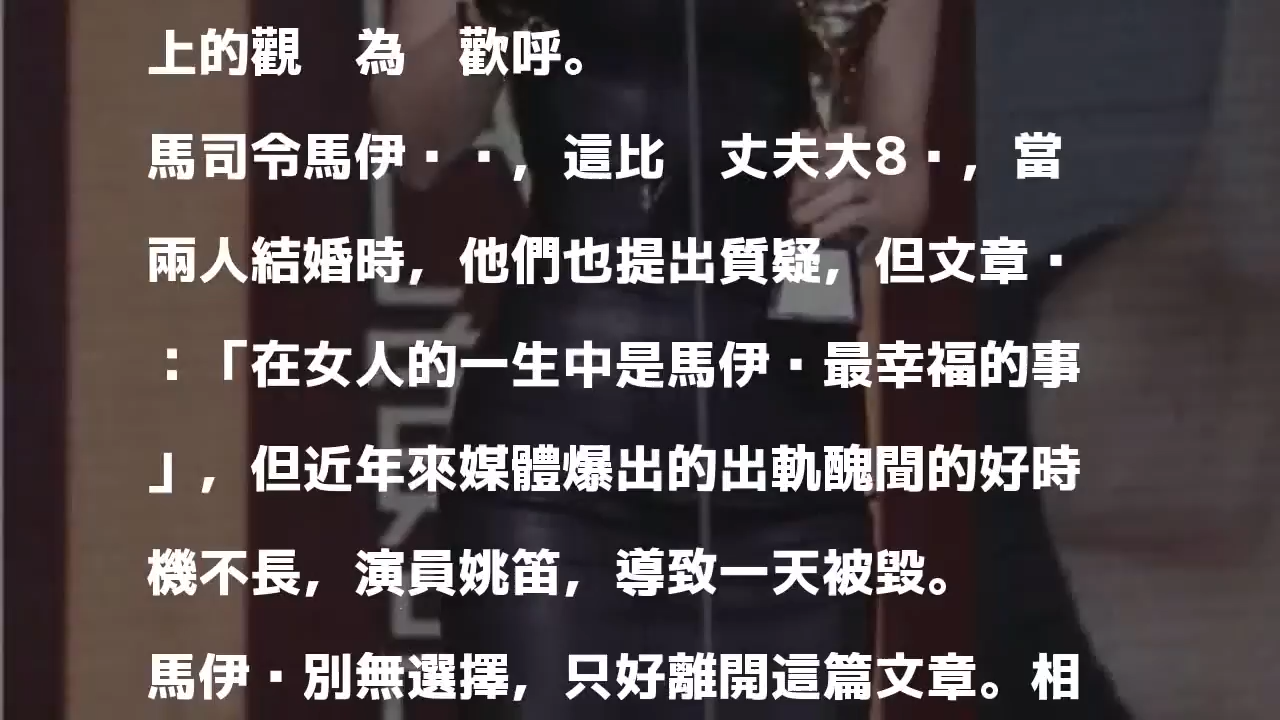 上的觀　為　歡呼。
馬司令馬伊··，這比　丈夫大8·，當
兩人結婚時，他們也提出質疑，但文章·
：「在女人的一生中是馬伊·最幸福的事
」，但近年來媒體爆出的出軌醜聞的好時
機不長，演員姚笛，導致一天被毀。
馬伊·別無選擇，只好離開這篇文章。相